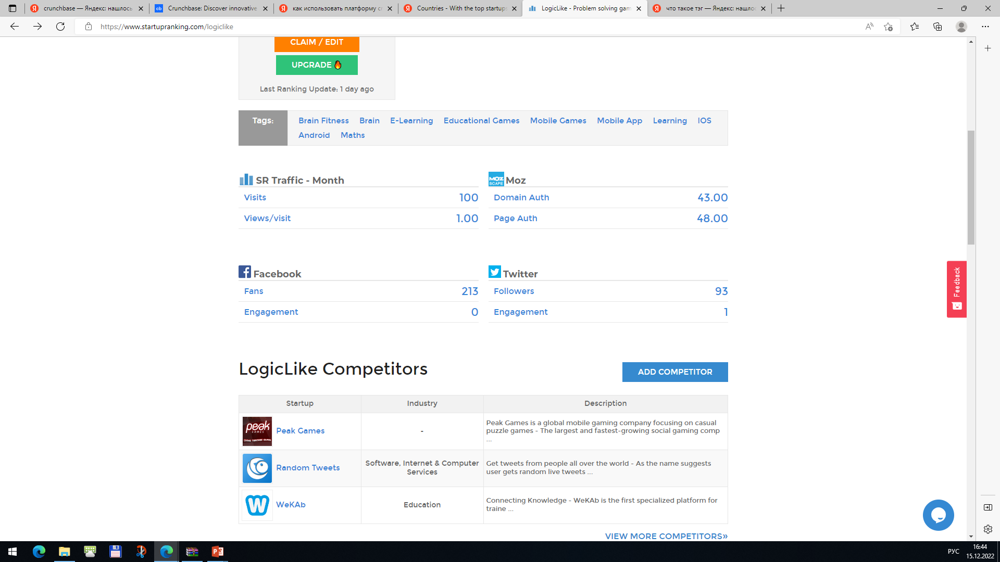 crunchbase — Яндекс: нашлось
Crunchbase: Discover innovative
как использовать платформу cr
Countries - With the top startups
LogicLike - Problem solving gam
что такое тэг — Яндекс: нашлос
https://www.startupranking.com/logiclike
CLAIM / EDIT
UPGRADE
Last Ranking Update: 1 day ago
Tags:
Brain Fitness Brain E-Learning Educational Games Mobile Games Mobile App Learning IOS
Android Maths
SR Traffic - Month
Visits 100
Views/visit 1.00
MOZ
SCAPE
Moz
Domain Auth 43.00
Page Auth 48.00
Facebook
Fans 213
Engagement 0
Twitter
Followers 93
Engagement 1
Feedback
LogicLike Competitors
ADD COMPETITOR
Startup Industry Description
peak
GAMES
LIVING THROUGH GAMES
Peak Games
-
Peak Games is a global mobile gaming company focusing on casual
puzzle games - The largest and fastest-growing social gaming comp
...
Random Tweets
Software, Internet & Computer
Services
Get tweets from people all over the world - As the name suggests
user gets random live tweets ...
W
WeKAb
Education
Connecting Knowledge - WeKAb is the first specialized platform for
traine ...
VIEW MORE COMPETITORS»
РУС
16:44
15.12.2022